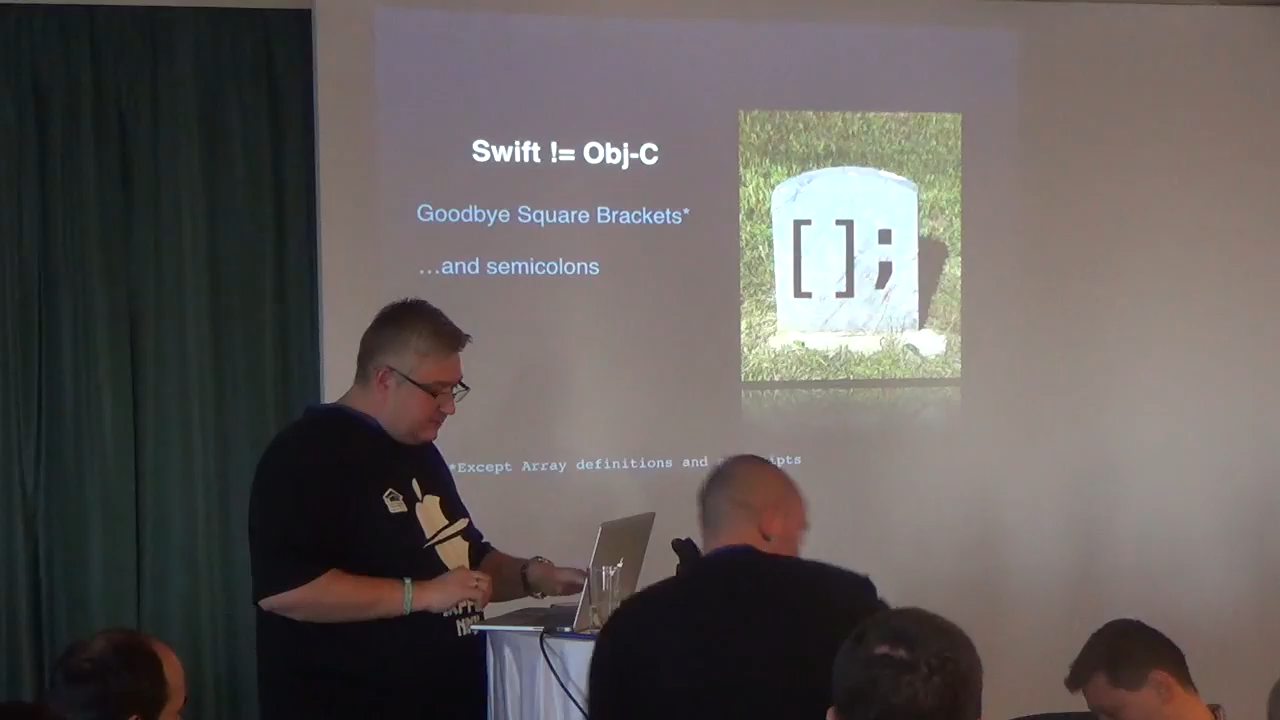 Swift != Obj-C
Goodbye Square Brackets*
...and semicolons
[ ];
*Except Array definitions and